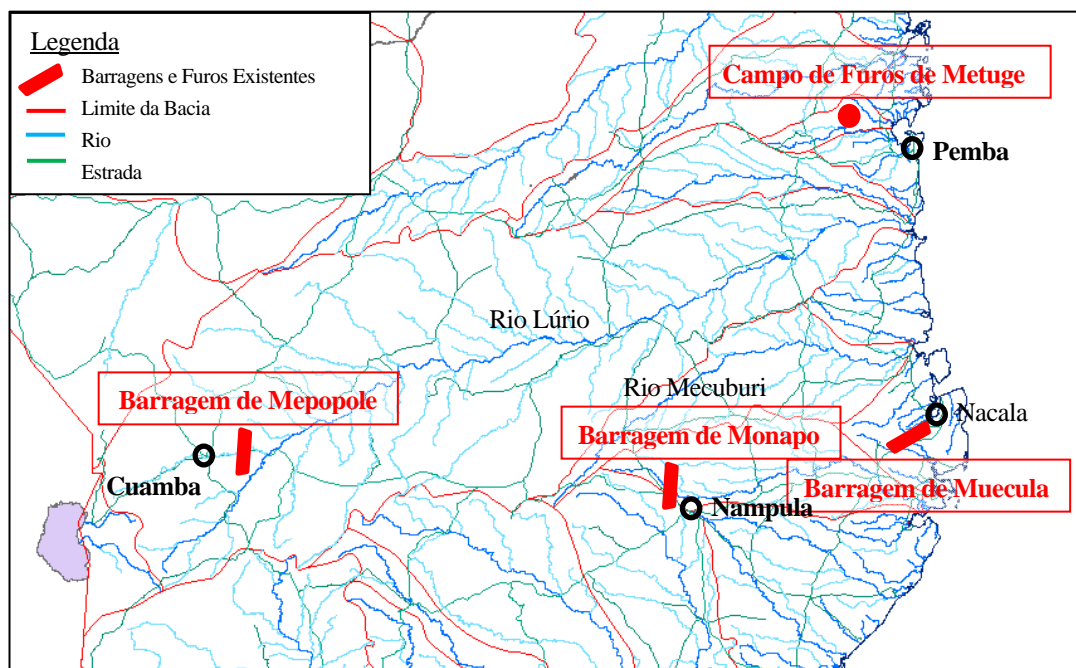 Legenda
Barragens e Furos Existentes
Limite da Bacia
Rio
Estrada
Campo de Furos de Metuge
Pemba
Rio Lúrio
Barragem de Mepopole
Cuamba
Rio Mecuburi
Barragem de Monapo
Nacala
Barragem de Muecula
Nampula